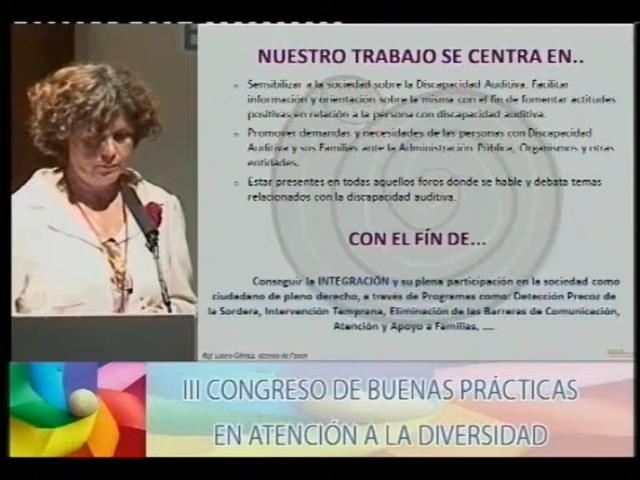 NUESTRO TRABAJO SE CENTRA EN..
Sensibilizar a la sociedad sobre la Discapacidad Auditiva. Facilitar
información y orientación sobre la misma con el fin de fomentar actitudes
positivas en relación a la persona con discapacidad auditiva.
Promover demandas y necesidades de las personas con Discapacidad
Auditiva y sus Familias ante la Administración Pública, Organismos y otras
entidades.
Estar presentes en todas aquellos foros donde se hable y debata temas
relacionados con la discapacidad auditiva.
CON EL FÍN DE...
Conseguir la INTEGRACIÓN y su plena participación en la sociedad como
ciudadano de pleno derecho, a través de Programas como: Detección Precoz de
la Sordera, Intervención Temprana, Eliminación de las Barreras de Comunicación,
Atención y Apoyo a Familias, ....
III CONGRESO DE BUENAS PRÁCTICAS
EN ATENCIÓN A LA DIVERSIDAD